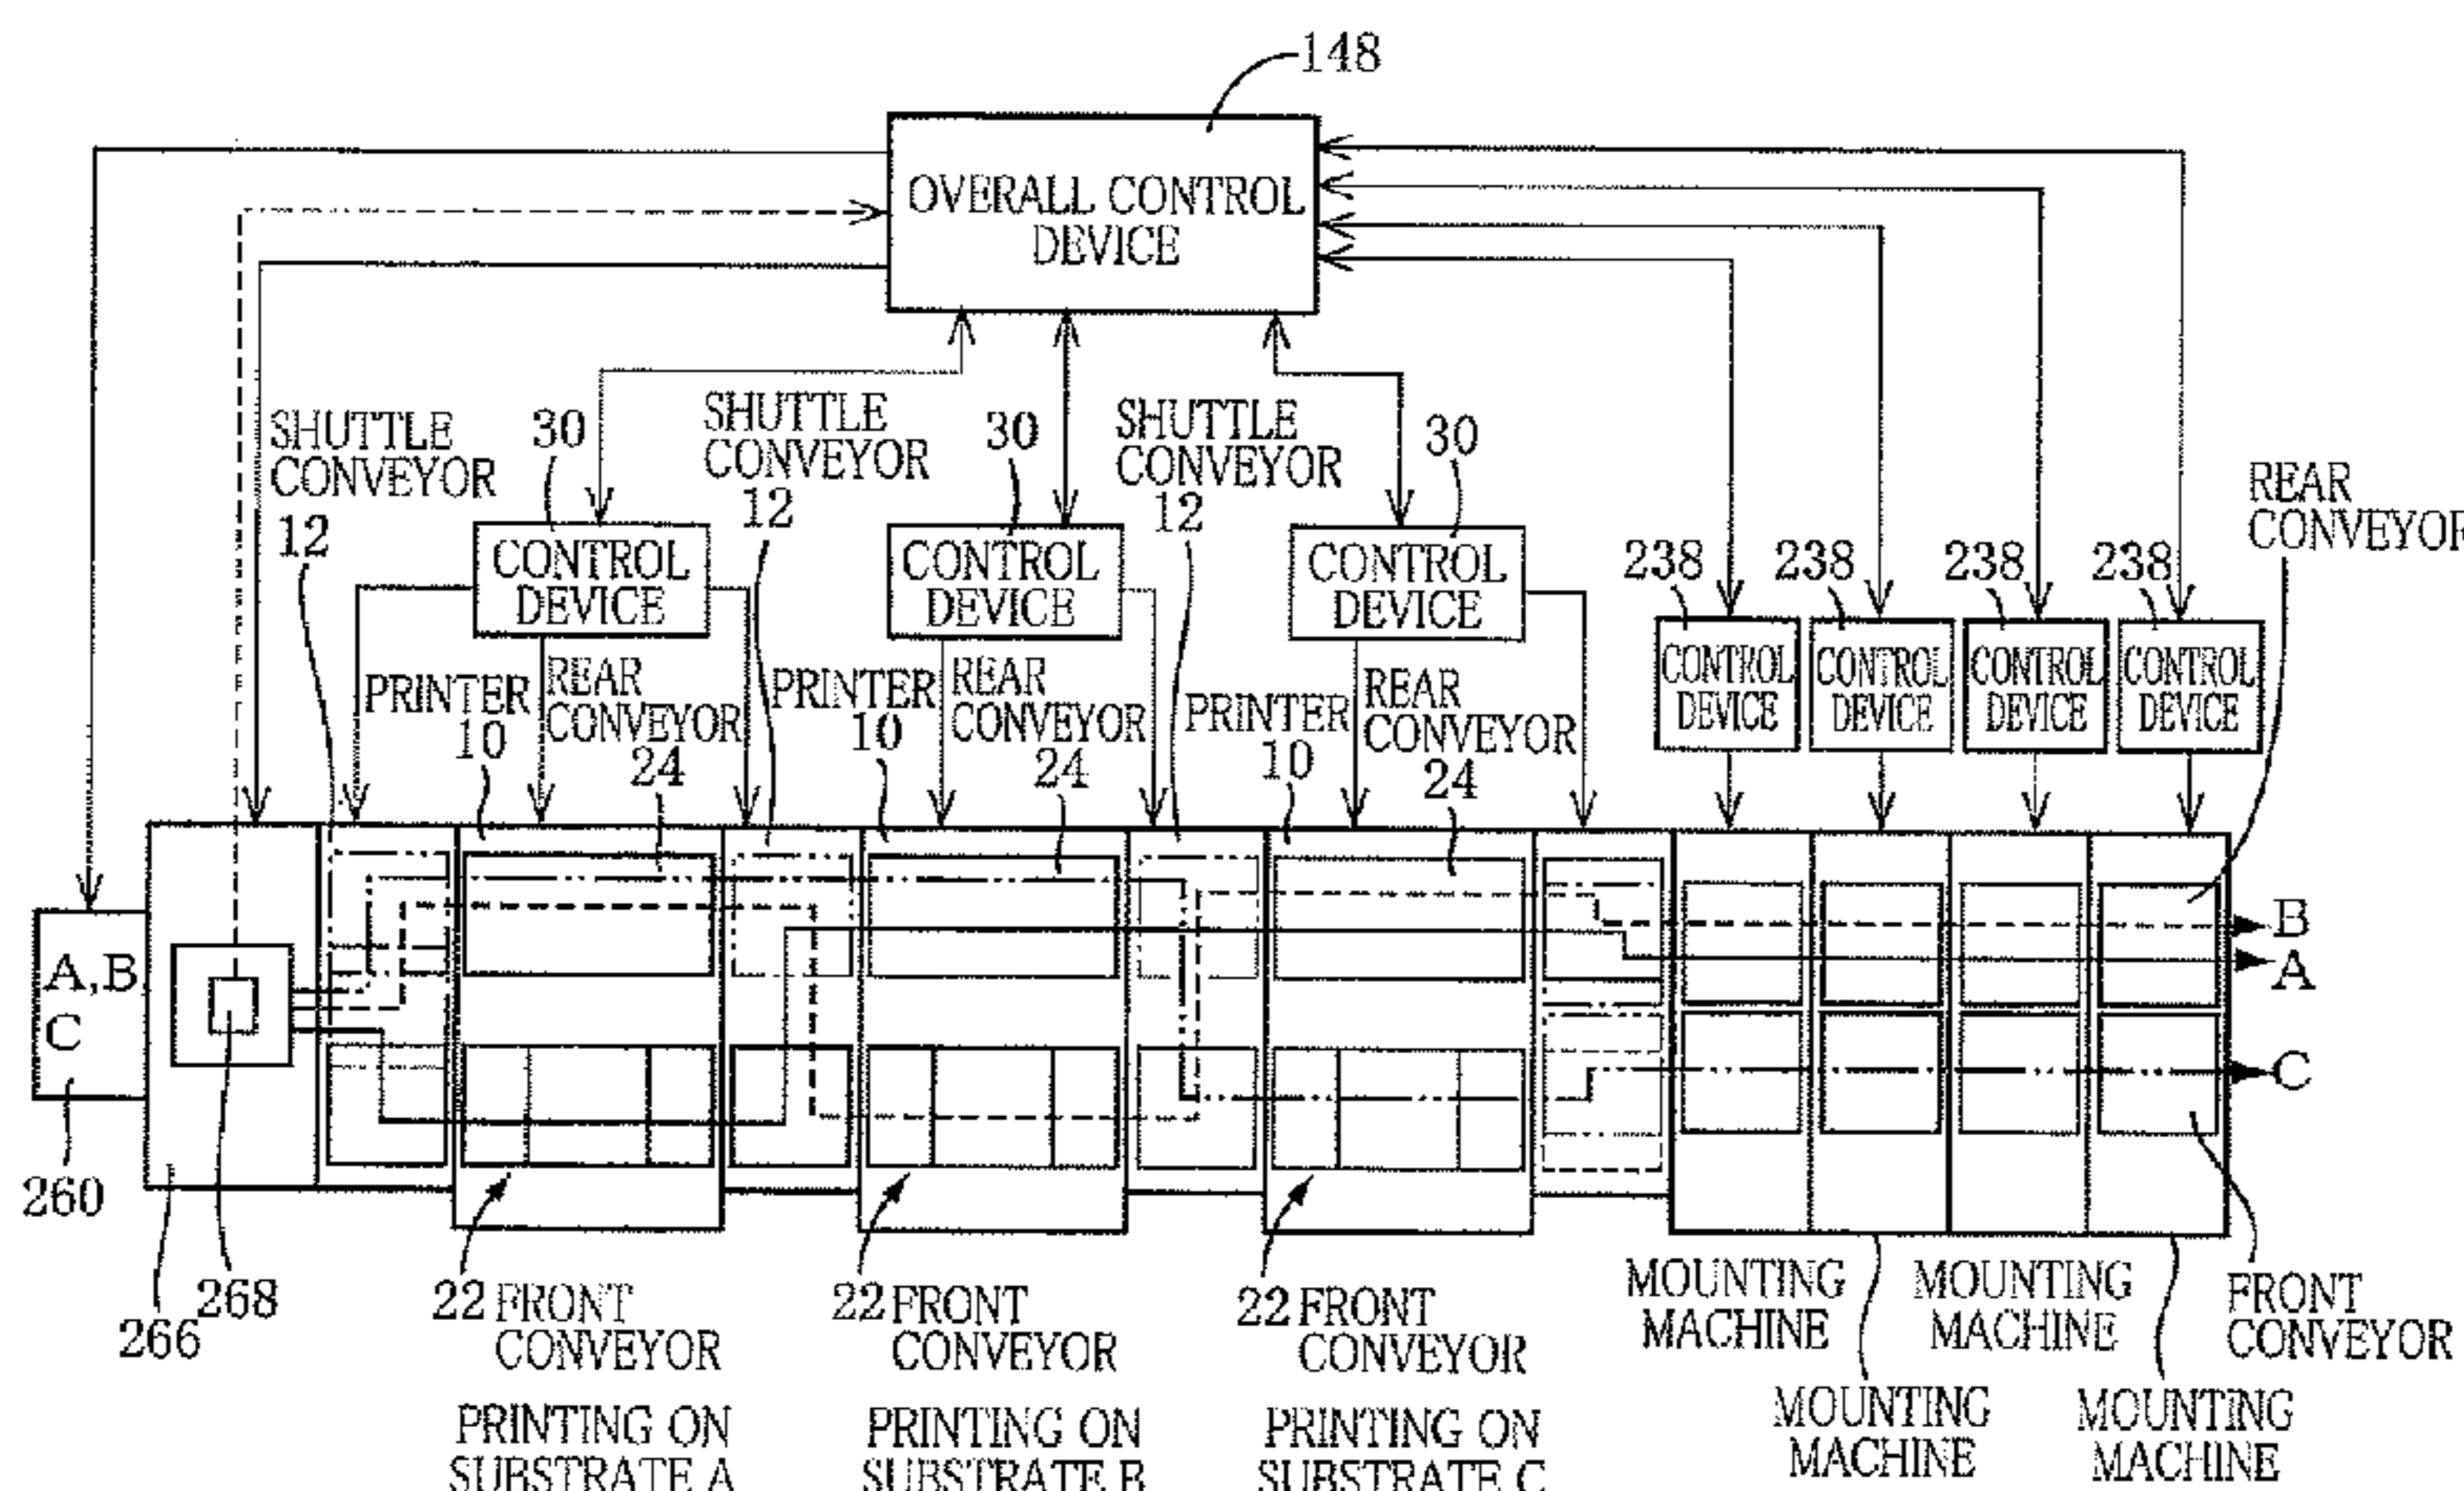 148
OVERALL CONTROL
DEVICE
SHUTTLE
CONVEYOR
12
30
SHUTTLE
CONVEYOR
12
30
SHUTTLE
CONVEYOR
12
30
REAR
CONVEYOR
CONTROL
DEVICE
CONTROL
DEVICE
CONTROL
DEVICE
238
238
238
238
CONTROL
DEVICE
CONTROL
DEVICE
CONTROL
DEVICE
CONTROL
DEVICE
PRINTER
10
REAR
CONVEYOR
24
PRINTER
10
REAR
CONVEYOR
24
PRINTER
10
REAR
CONVEYOR
24
A,B
C
B
A
C
260
266
268
22 FRONT
CONVEYOR
22 FRONT
CONVEYOR
22 FRONT
CONVEYOR
MOUNTING
MACHINE
MOUNTING
MACHINE
FRONT
CONVEYOR
PRINTING ON
SUBSTRATE A
PRINTING ON
SUBSTRATE B
PRINTING ON
SUBSTRATE C
MOUNTING
MACHINE
MOUNTING
MACHINE